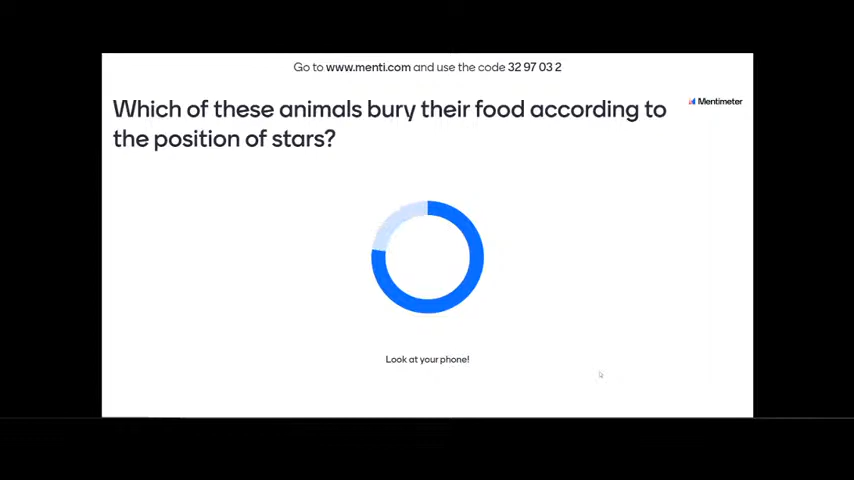 Go to www.menti.com and use the code 32 97 03 2
Which of these animals bury their food according to
the position of stars?
Mentimeter
Look at your phone!